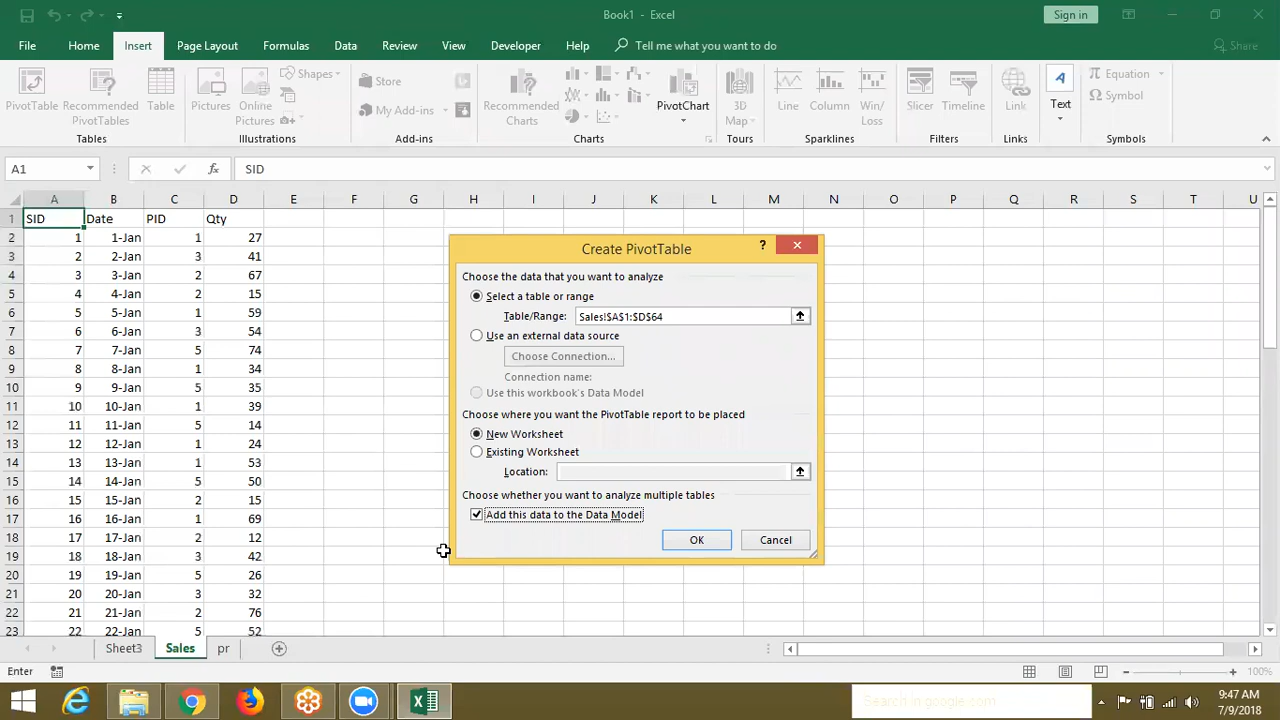 Book1 - Excel
Sign in
File Home Insert Page Layout Formulas Data Review View Developer Help Tell me what you want to do Share
PivotTable Recommended PivotTables Table Pictures Online Pictures Shapes Store My Add-ins Recommended Charts PivotChart 3D Map Line Column Win/Loss Slicer Timeline Link Text Equation Symbol
Tables Illustrations Add-ins Charts Tours Sparklines Filters Links Symbols
A1 fx SID
A B C D E F G H I J K L M N O P Q R S T U
1 SID Date PID Qty
2 1 1-Jan 1 27
3 2 2-Jan 3 41
4 3 3-Jan 2 67
5 4 4-Jan 2 15
6 5 5-Jan 1 59
7 6 6-Jan 3 54
8 7 7-Jan 5 74
9 8 8-Jan 1 34
10 9 9-Jan 5 35
11 10 10-Jan 1 39
12 11 11-Jan 5 14
13 12 12-Jan 1 24
14 13 13-Jan 1 53
15 14 14-Jan 5 50
16 15 15-Jan 2 15
17 16 16-Jan 1 69
18 17 17-Jan 2 12
19 18 18-Jan 3 42
20 19 19-Jan 5 26
21 20 20-Jan 3 32
22 21 21-Jan 2 76
23 22 22-Jan 5 52
Create PivotTable ?
Choose the data that you want to analyze
Select a table or range
Table/Range: Sales!$A$1:$D$64
Use an external data source
Choose Connection...
Connection name:
Use this workbook's Data Model
Choose where you want the PivotTable report to be placed
New Worksheet
Existing Worksheet
Location:
Choose whether you want to analyze multiple tables
Add this data to the Data Model
OK Cancel
Sheet3 Sales pr
Enter 100%
Search in google.com
9:47 AM
7/9/2018